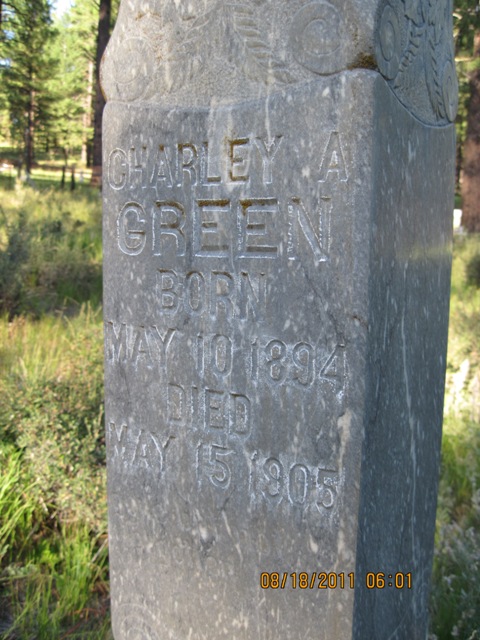 CHARLEY A
GREEN
BORN
MAY 10 1894
DIED
MAY 15 1905
08/18/2011 06:01